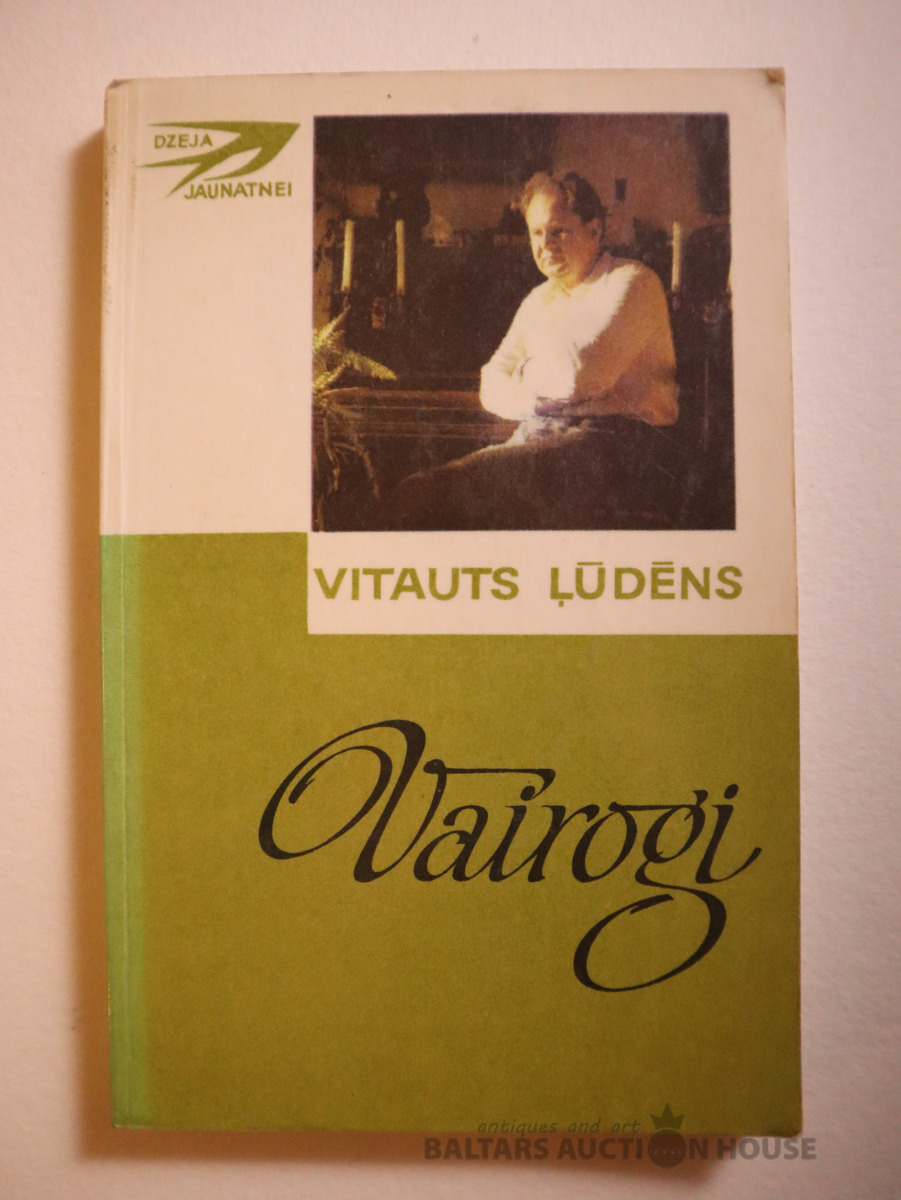 DZEJA
JAUNATNEI
VITAUTS ĻŪDĒNS
Vairogi
antiques and art
BALTARS AUCTION HOUSE